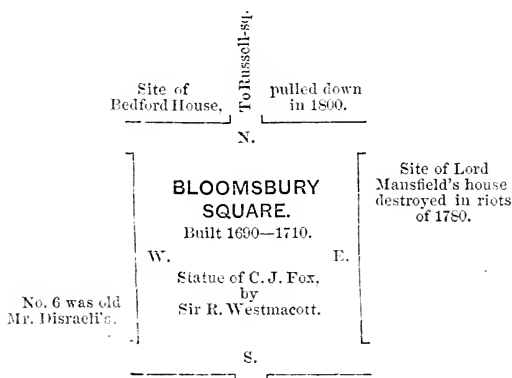 To Russell-sq.
Site of
Bedford House,
pulled down
in 1800.
N.
BLOOMSBURY
SQUARE.
Built 1690—1710.
W.
E.
Statue of C. J. Fox,
by
Sir R. Westmacott.
Site of Lord
Mansfield's house
destroyed in riots
of 1780.
No. 6 was old
Mr. Disraeli's.
S.